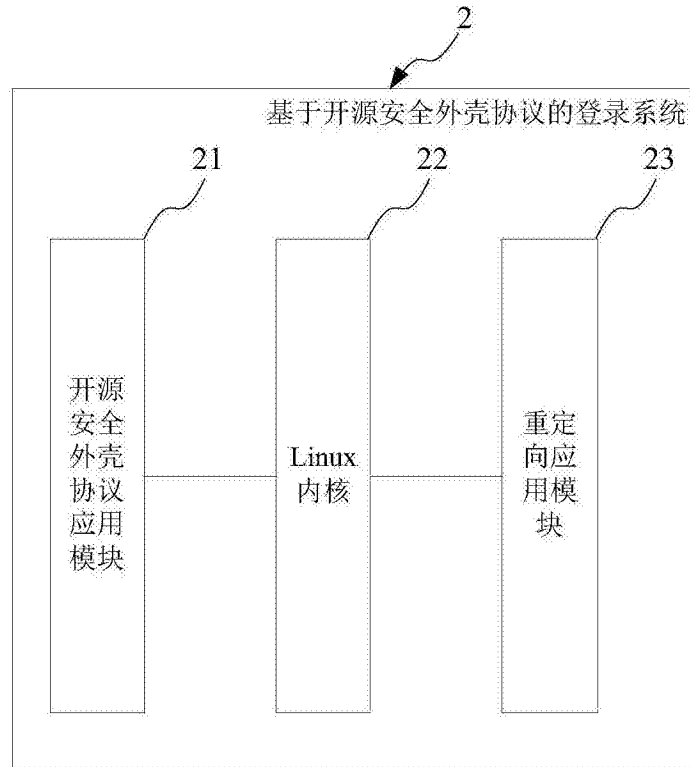 2
基于开源安全外壳协议的登录系统
21
22
23
开源
安全
外壳
协议
应用
模块
Linux
内核
重定
向应
用模
块